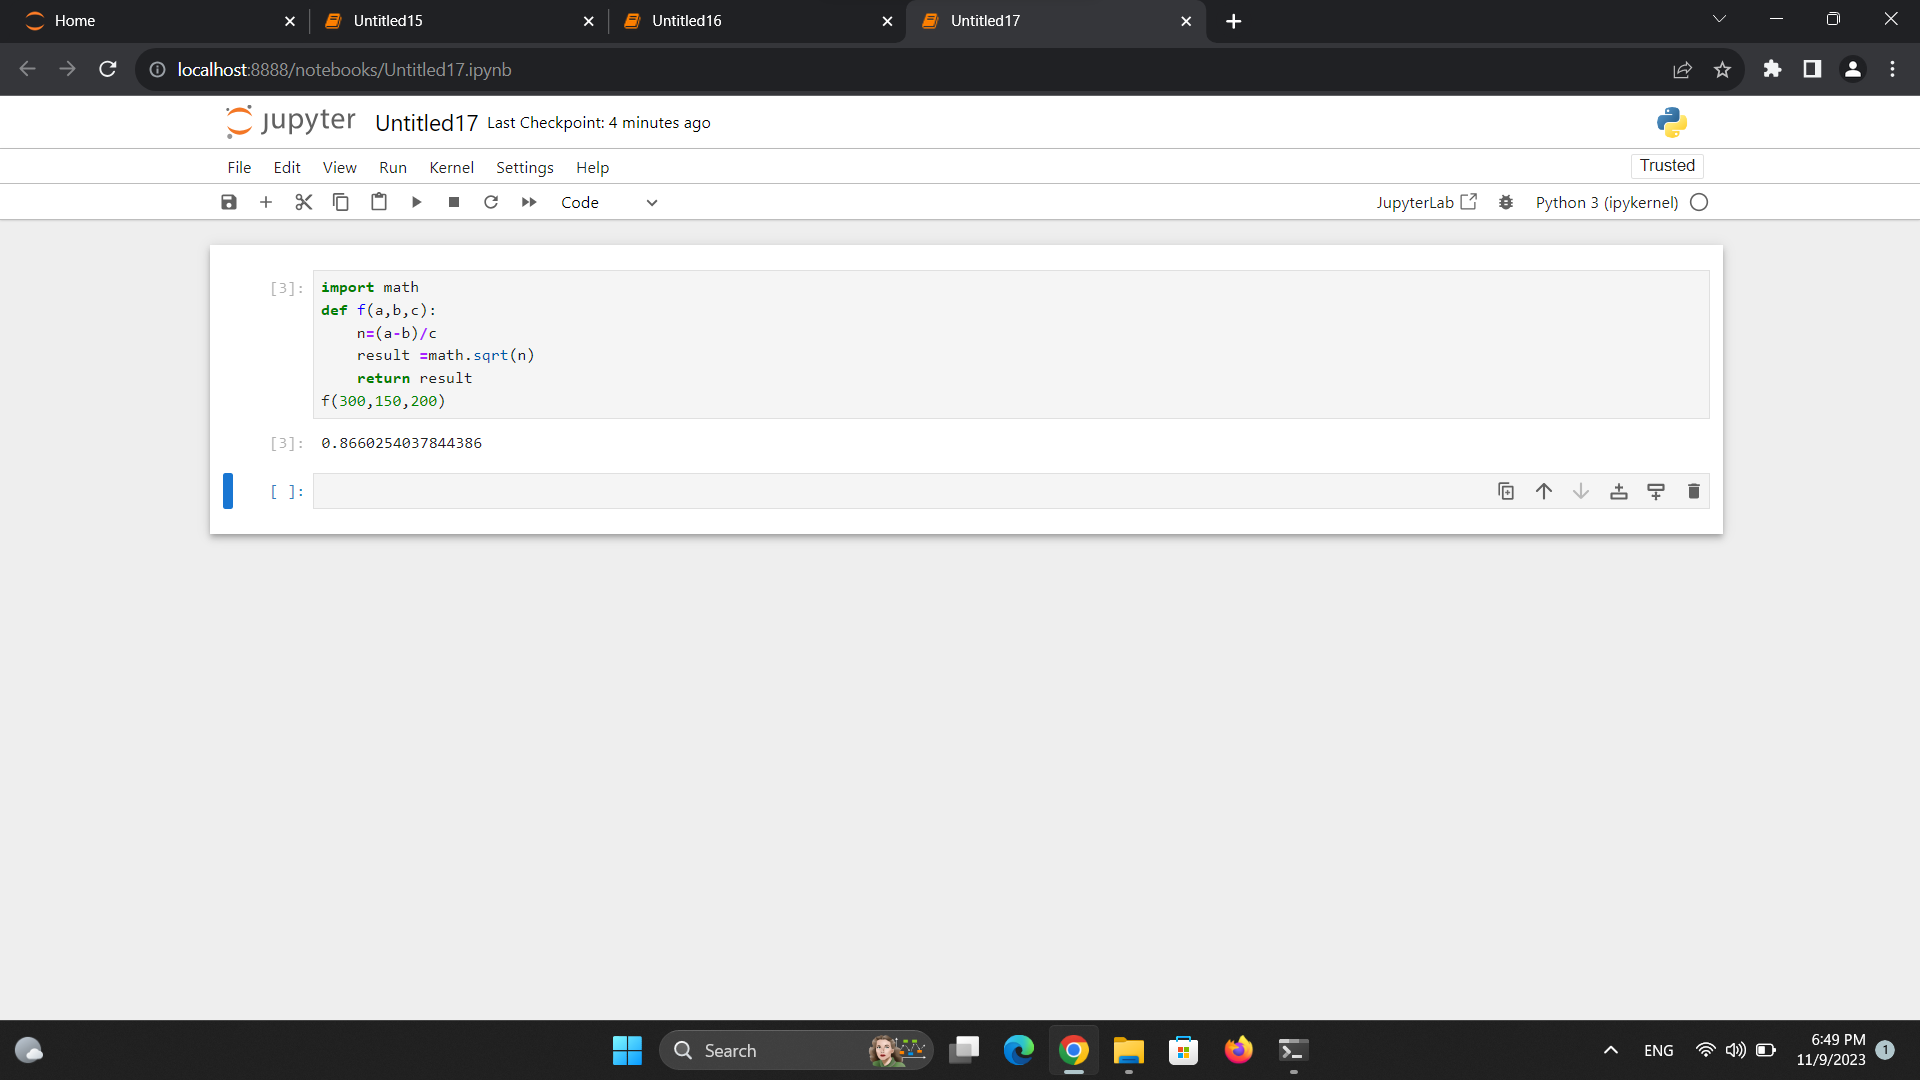 Home
Untitled15
Untitled16
Untitled17
localhost:8888/notebooks/Untitled17.ipynb
jupyter Untitled17 Last Checkpoint: 4 minutes ago
File Edit View Run Kernel Settings Help
Trusted
Code
JupyterLab
Python 3 (ipykernel)
[3]: import math
def f(a,b,c):
    n=(a-b)/c
    result =math.sqrt(n)
    return result
f(300,150,200)
[3]: 0.8660254037844386
[ ]:
Search
ENG
6:49 PM
11/9/2023
1